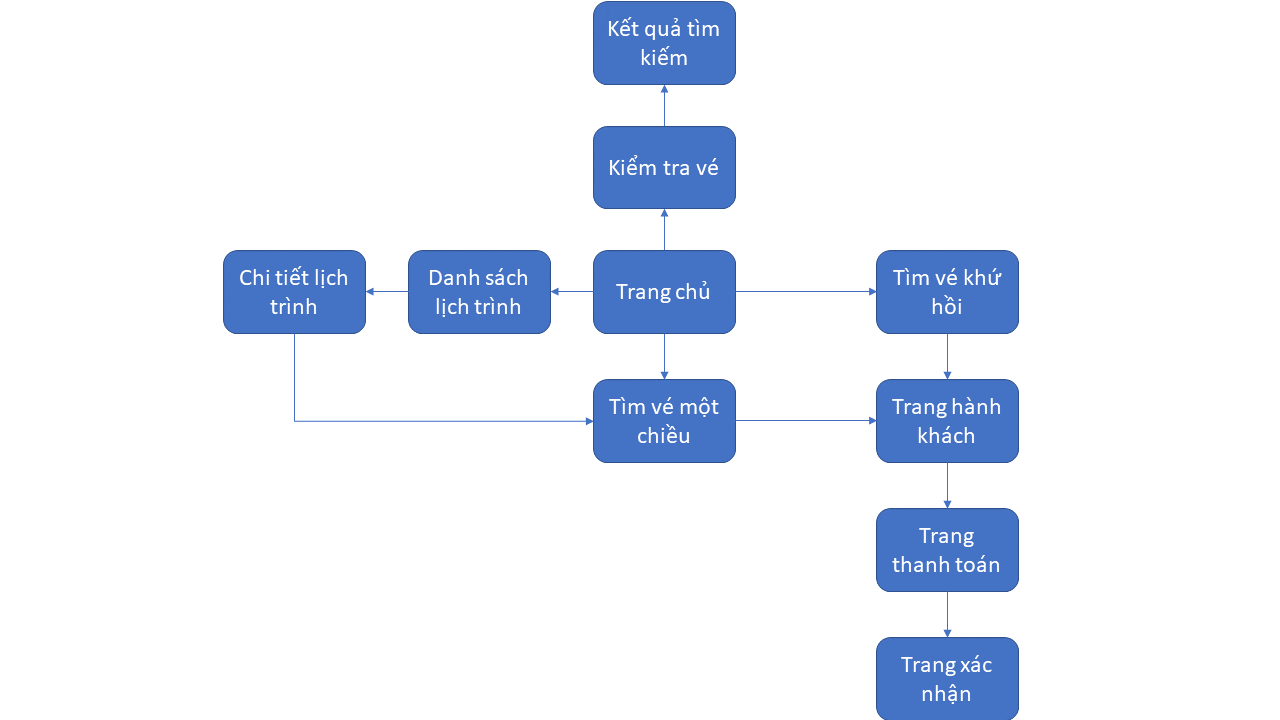 Kết quả tìm
kiếm
Kiểm tra vé
Chi tiết lịch
trình
Danh sách
lịch trình
Trang chủ
Tìm vé khứ
hồi
Tìm vé một
chiều
Trang hành
khách
Trang
thanh toán
Trang xác
nhận